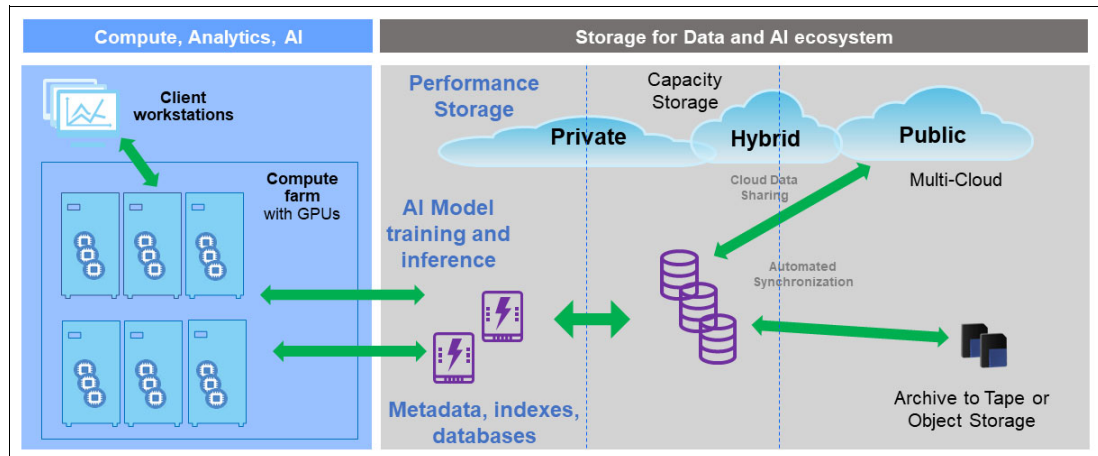 Compute, Analytics, AI
Storage for Data and AI ecosystem
Client
workstations
Compute
farm
with GPUs
Performance
Storage
Capacity
Storage
Private
Hybrid
Public
Multi-Cloud
Cloud Data
Sharing
AI Model
training and
inference
Automated
Synchronization
Metadata, indexes,
databases
Archive to Tape or
Object Storage